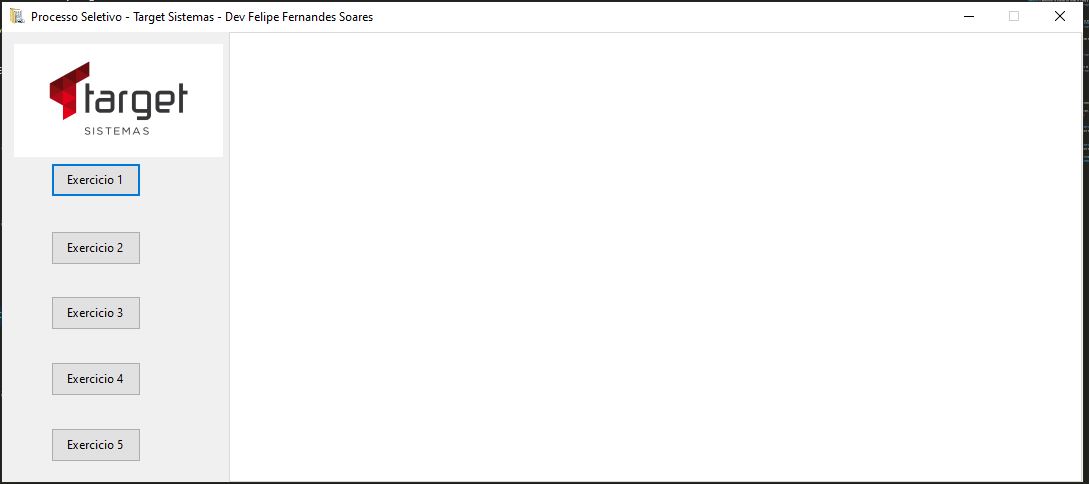 Processo Seletivo - Target Sistemas - Dev Felipe Fernandes Soares
target
SISTEMAS
Exercicio 1
Exercicio 2
Exercicio 3
Exercicio 4
Exercicio 5